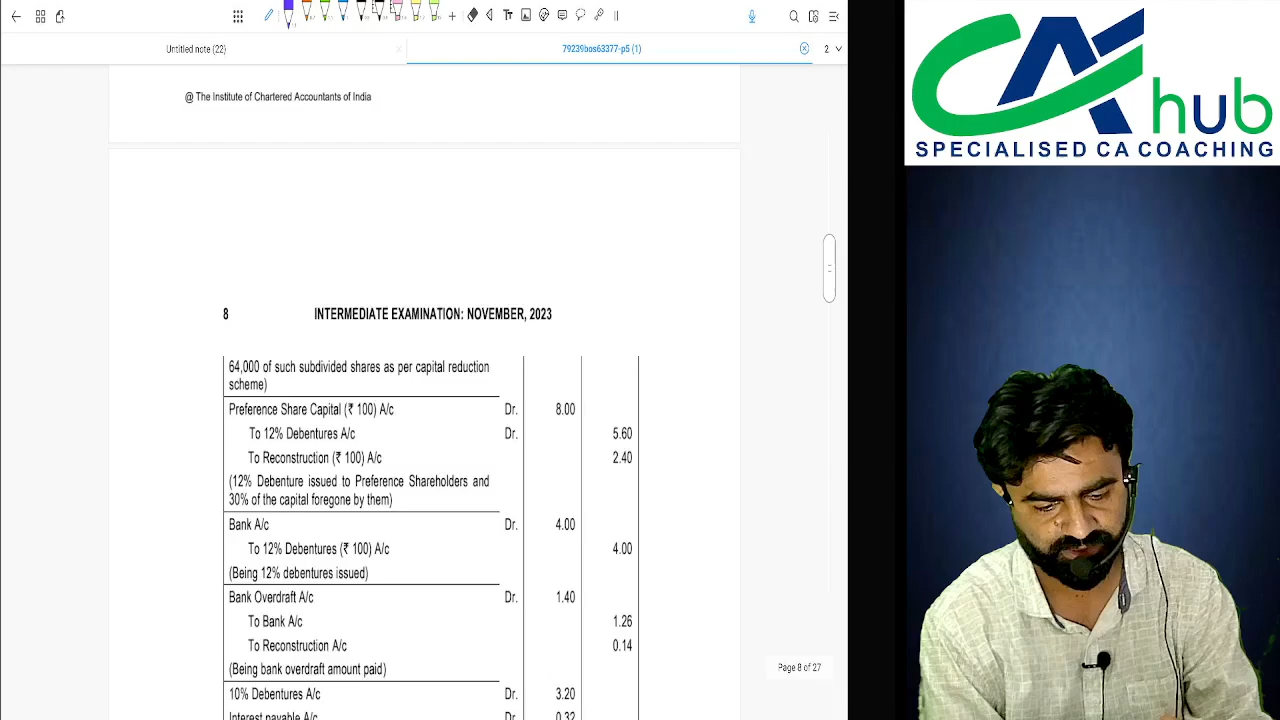 Untitled note (22)
79239bos63377-p5 (1)
2
@ The Institute of Chartered Accountants of India
8 INTERMEDIATE EXAMINATION: NOVEMBER, 2023
64,000 of such subdivided shares as per capital reduction
scheme)
Preference Share Capital (₹ 100) A/c Dr. 8.00
To 12% Debentures A/c Dr. 5.60
To Reconstruction (₹ 100) A/c 2.40
(12% Debenture issued to Preference Shareholders and
30% of the capital foregone by them)
Bank A/c Dr. 4.00
To 12% Debentures (₹ 100) A/c 4.00
(Being 12% debentures issued)
Bank Overdraft A/c Dr. 1.40
To Bank A/c 1.26
To Reconstruction A/c 0.14
(Being bank overdraft amount paid)
10% Debentures A/c Dr. 3.20
Interest payable A/c Dr 0.32
Page 8 of 27
CA hub
SPECIALISED CA COACHING